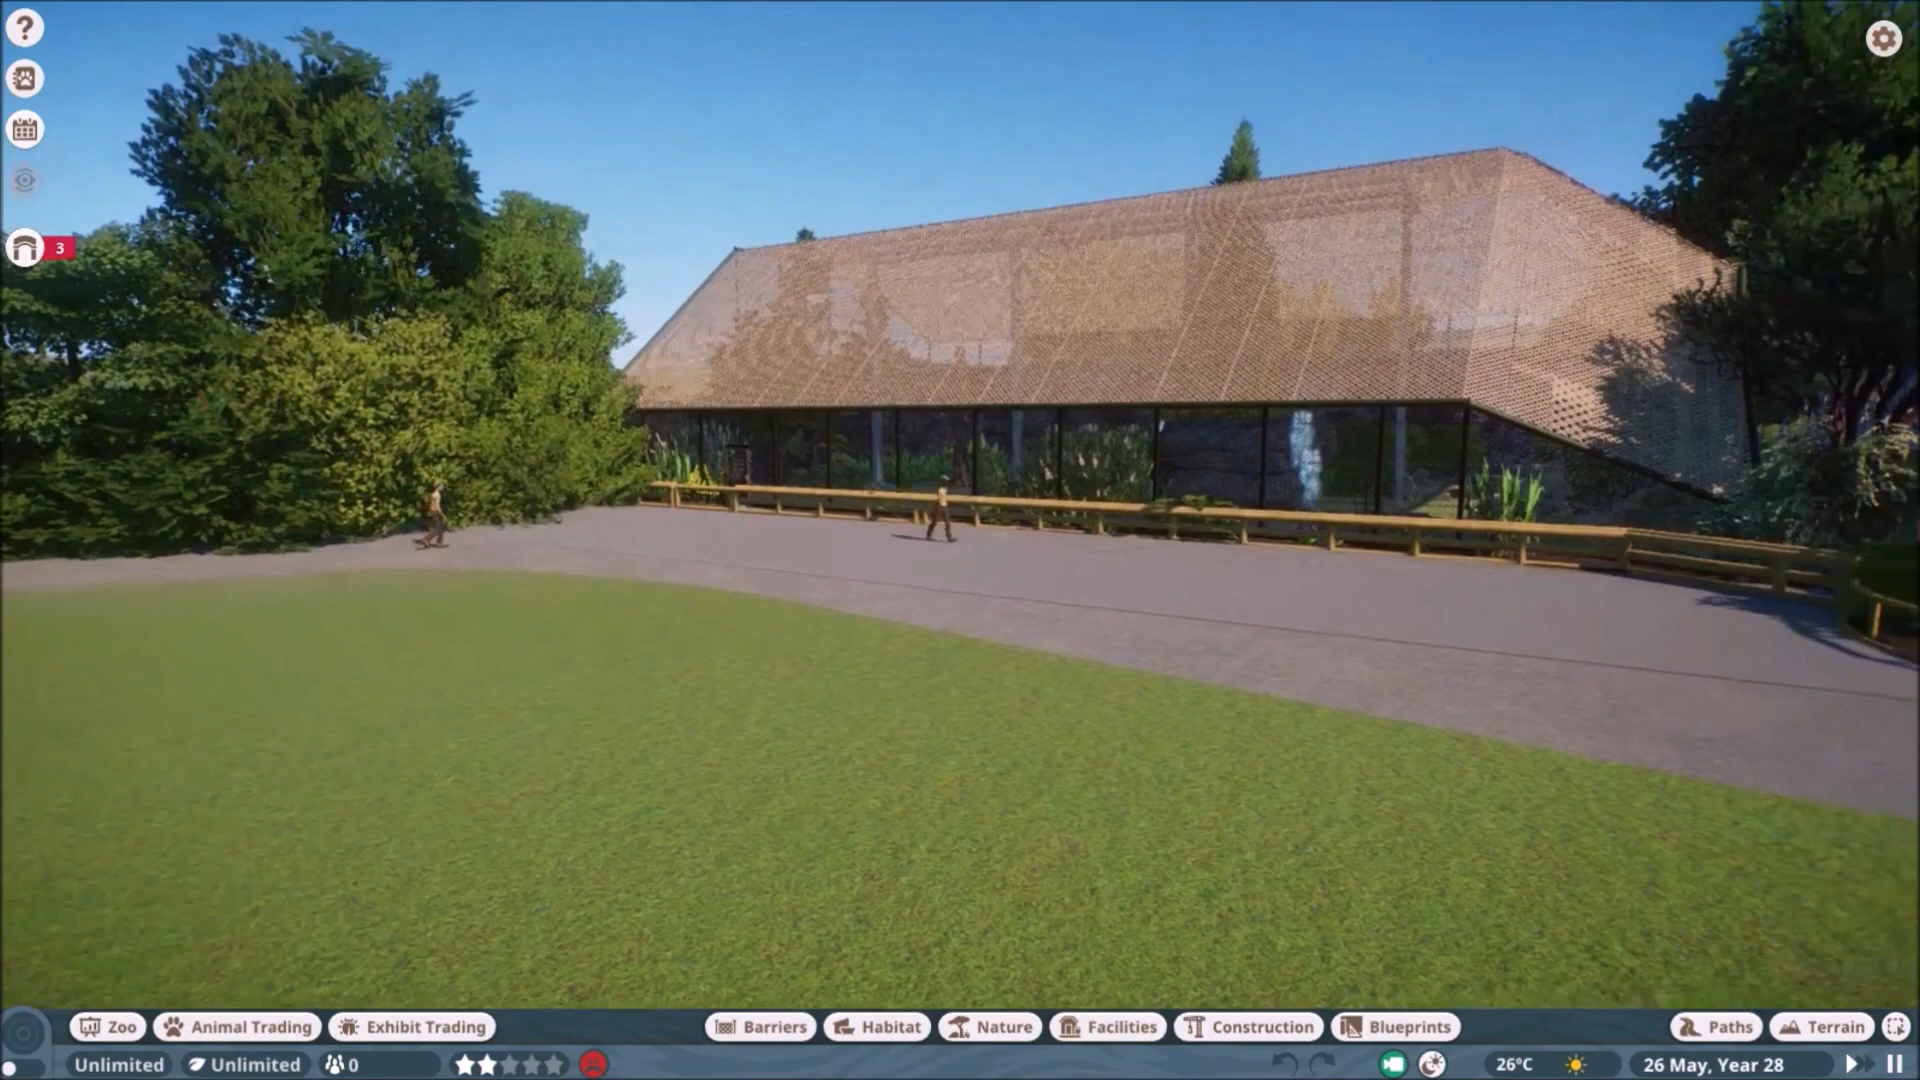 ?
3
Zoo Animal Trading Exhibit Trading Barriers Habitat Nature Facilities Construction Blueprints Paths Terrain
Unlimited Unlimited 0 26°C 26 May, Year 28